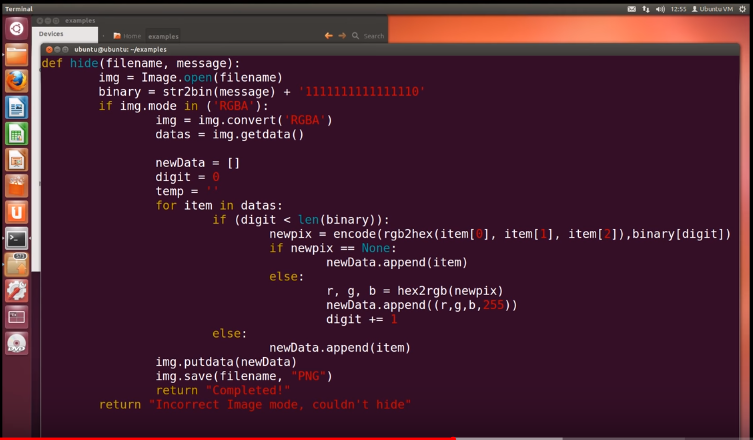 Terminal
12:55 Ubuntu VM
examples
Devices
Home examples Search
ubuntu@ubuntu: ~/examples
def hide(filename, message):
        img = Image.open(filename)
        binary = str2bin(message) + '1111111111111110'
        if img.mode in ('RGBA'):
                img = img.convert('RGBA')
                datas = img.getdata()
                newData = []
                digit = 0
                temp = ''
                for item in datas:
                        if (digit < len(binary)):
                                newpix = encode(rgb2hex(item[0], item[1], item[2]),binary[digit])
                                if newpix == None:
                                        newData.append(item)
                                else:
                                        r, g, b = hex2rgb(newpix)
                                        newData.append((r,g,b,255))
                                        digit += 1
                        else:
                                newData.append(item)
                img.putdata(newData)
                img.save(filename, "PNG")
                return "Completed!"
        return "Incorrect Image mode, couldn't hide"